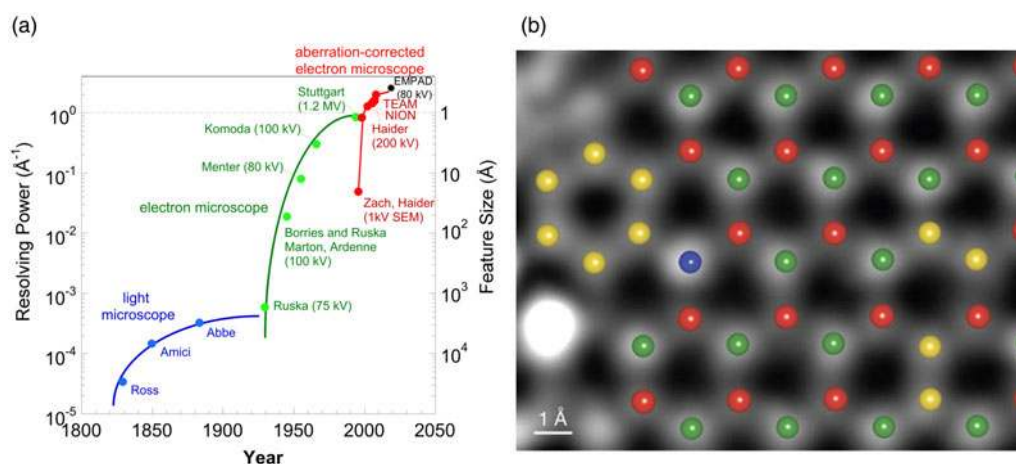 (a)
(b)
aberration-corrected
electron microscope
EMPAD
(80 kV)
Stuttgart
(1.2 MV)
TEAM
NION
Haider
(200 kV)
Komoda (100 kV)
Menter (80 kV)
Zach, Haider
(1kV SEM)
electron microscope
Borries and Ruska
Marton, Ardenne
(100 kV)
Ruska (75 kV)
light
microscope
Abbe
Amici
Ross
Resolving Power (Å⁻¹)
10⁰
10⁻¹
10⁻²
10⁻³
10⁻⁴
10⁻⁵
Feature Size (Å)
1
10
10²
10³
10⁴
1800
1850
1900
1950
2000
2050
Year
1 Å